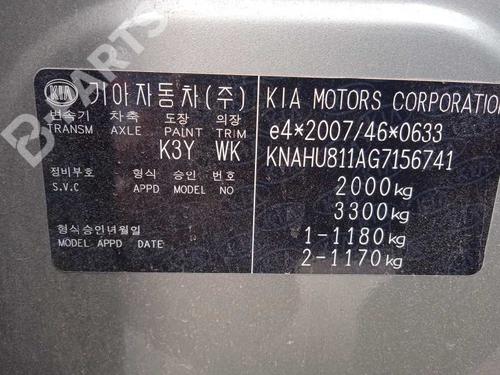 KIA 기아자동차(주)
변속기 차축 도장 의장
TRANSM AXLE PAINT TRIM
K3Y WK
정비부호 형식 승인 번호
S.V.C APPD MODEL NO
형식승인년월일
MODEL APPD DATE
KIA MOTORS CORPORATION
e4*2007/46*0633
KNAHU811AG7156741
2000kg
3300kg
1-1180kg
2-1170kg
B-PARTS